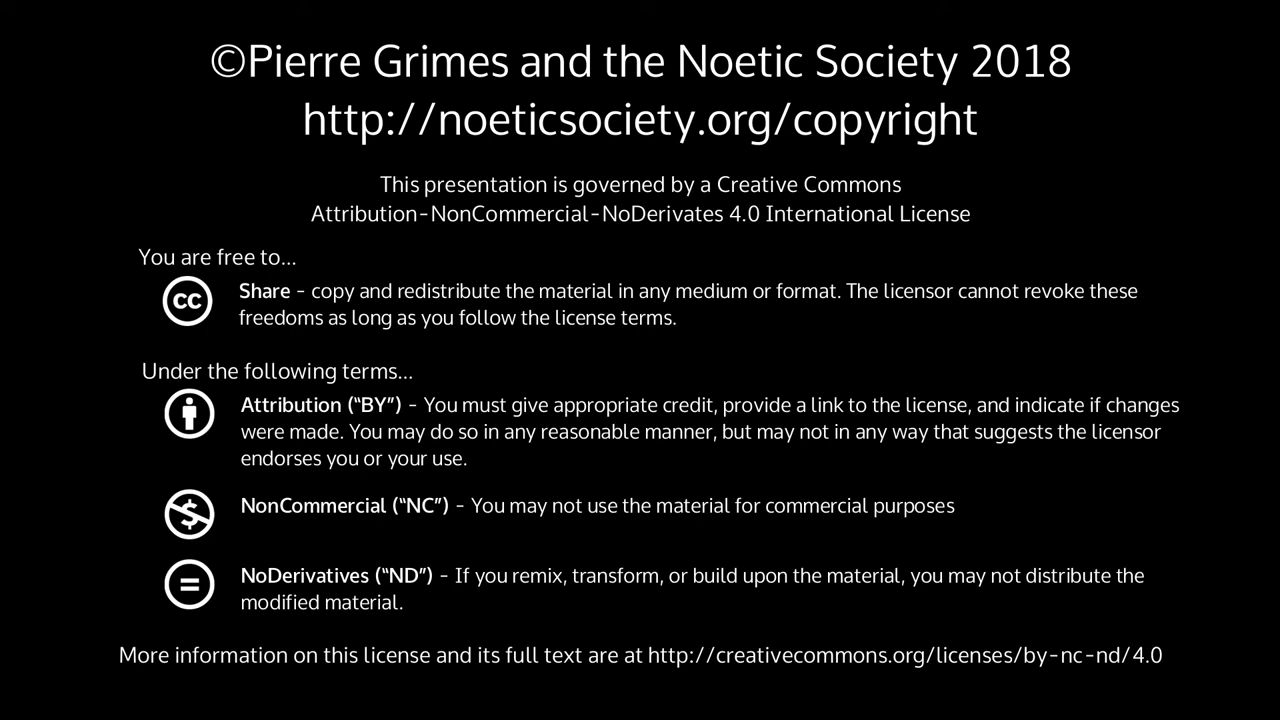 ©Pierre Grimes and the Noetic Society 2018
http://noeticsociety.org/copyright
This presentation is governed by a Creative Commons
Attribution-NonCommercial-NoDerivates 4.0 International License
You are free to...
cc
Share - copy and redistribute the material in any medium or format. The licensor cannot revoke these
freedoms as long as you follow the license terms.
Under the following terms...
Attribution (“BY”) - You must give appropriate credit, provide a link to the license, and indicate if changes
were made. You may do so in any reasonable manner, but may not in any way that suggests the licensor
endorses you or your use.
$
NonCommercial (“NC”) - You may not use the material for commercial purposes
=
NoDerivatives (“ND”) - If you remix, transform, or build upon the material, you may not distribute the
modified material.
More information on this license and its full text are at http://creativecommons.org/licenses/by-nc-nd/4.0